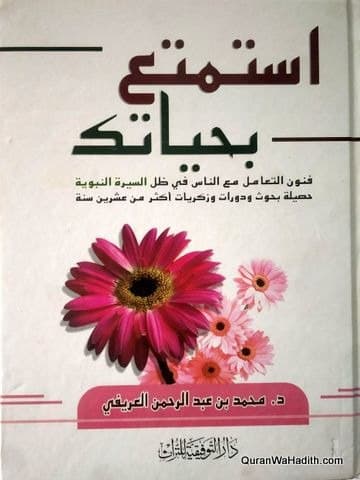 استمتع
بحياتك
فنون التعامل مع الناس في ظل السيرة النبوية
حصيلة بحوث ودورات وزكريات أكثر من عشرين سنة
د. محمد بن عبد الرحمن العريفي
دار التوفيقية للتراث
QuranWaHadith.com